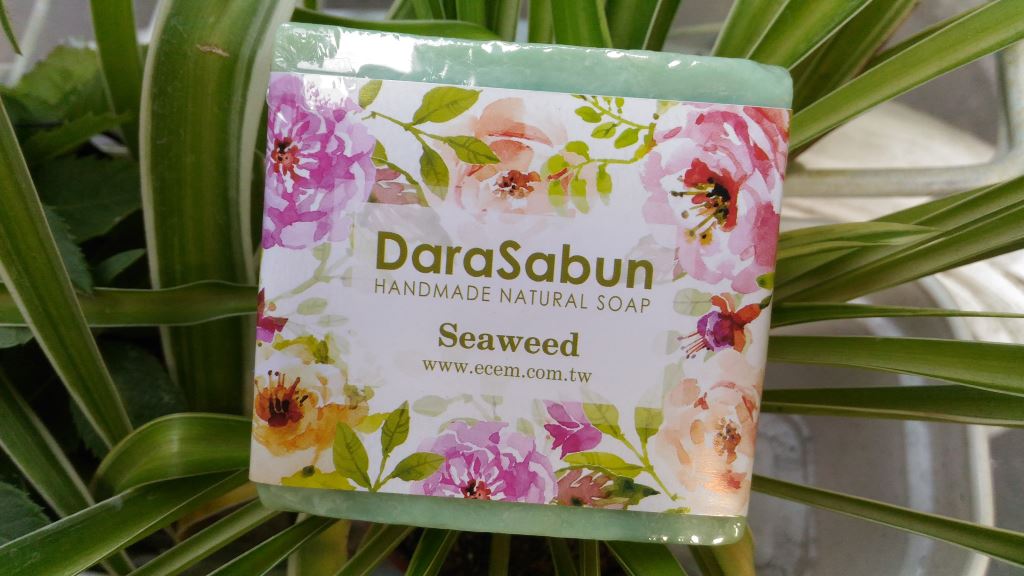 DaraSabun
HANDMADE NATURAL SOAP
Seaweed
www.ecem.com.tw